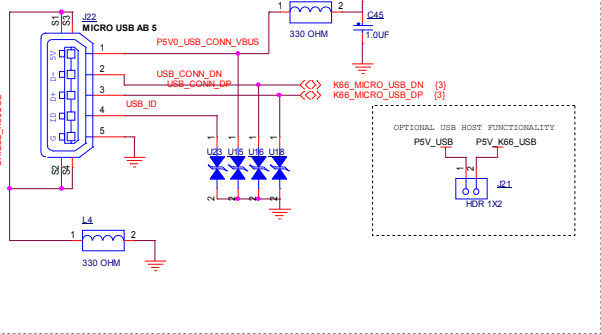 J22
MICRO USB AB 5
S1
S3
5V
D-
D+
ID
G
1
2
3
4
5
S2
S4
P5V0_USB_CONN_VBUS
USB_CONN_DN
USB_CONN_DP
USB_ID
1
2
330 OHM
C45
1.0UF
K66_MICRO_USB_DN {3}
K66_MICRO_USB_DP {3}
1
1
1
1
U23
U15
U16
U18
2
2
2
2
OPTIONAL USB HOST FUNCTIONALITY
P5V_USB
P5V_K66_USB
1
2
J21
HDR 1X2
L4
1
2
330 OHM